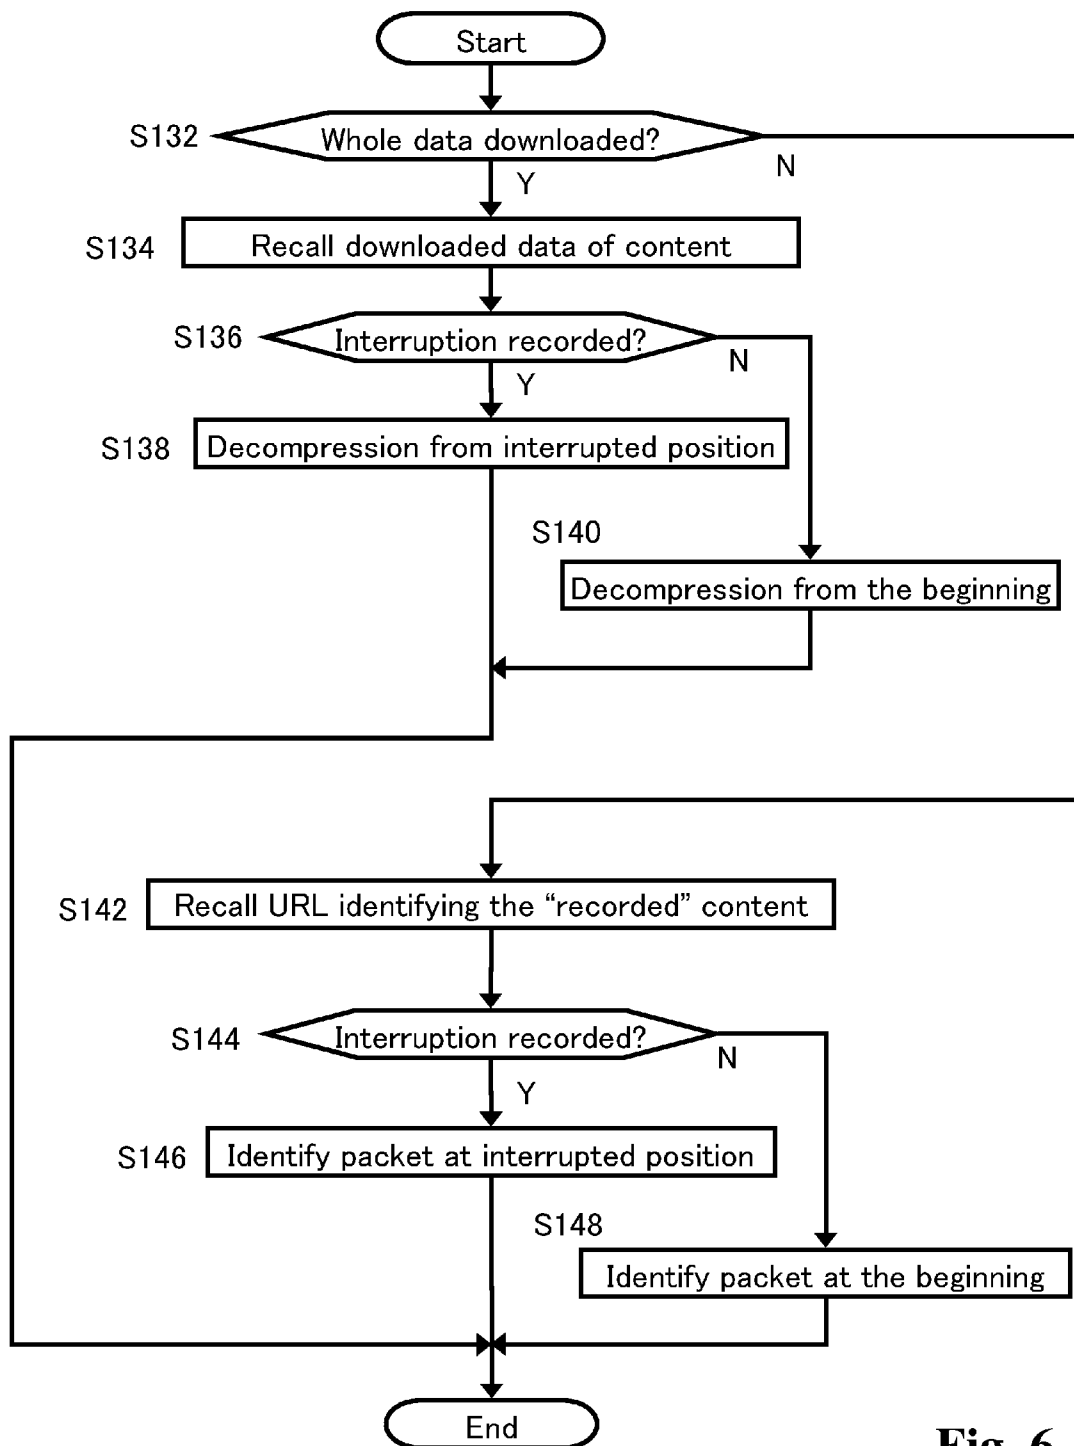 Start
S132
Whole data downloaded?
N
Y
S134
Recall downloaded data of content
S136
Interruption recorded?
N
Y
S138
Decompression from interrupted position
S140
Decompression from the beginning
S142
Recall URL identifying the “recorded” content
S144
Interruption recorded?
N
Y
S146
Identify packet at interrupted position
S148
Identify packet at the beginning
End
Fig. 6